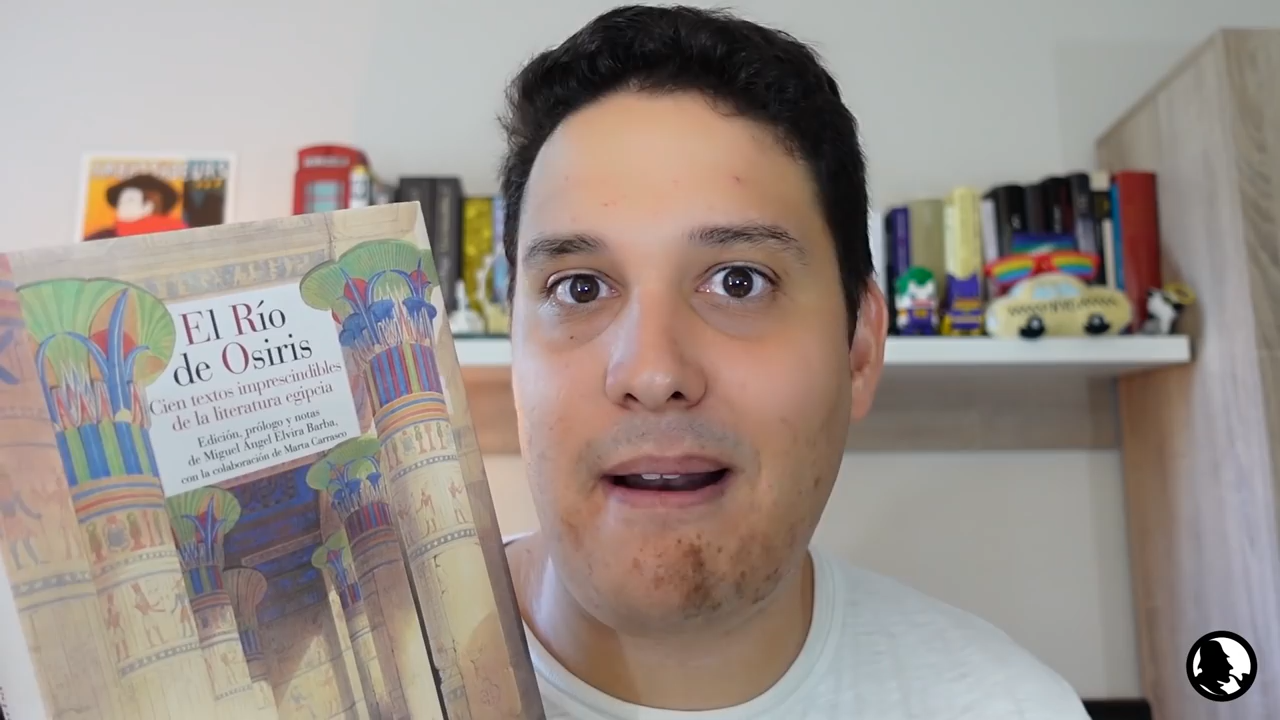 El Río
de Osiris
Cien textos imprescindibles
de la literatura egipcia
Edición, prólogo y notas
de Miguel Ángel Elvira Barba,
con la colaboración de Marta Carrasco